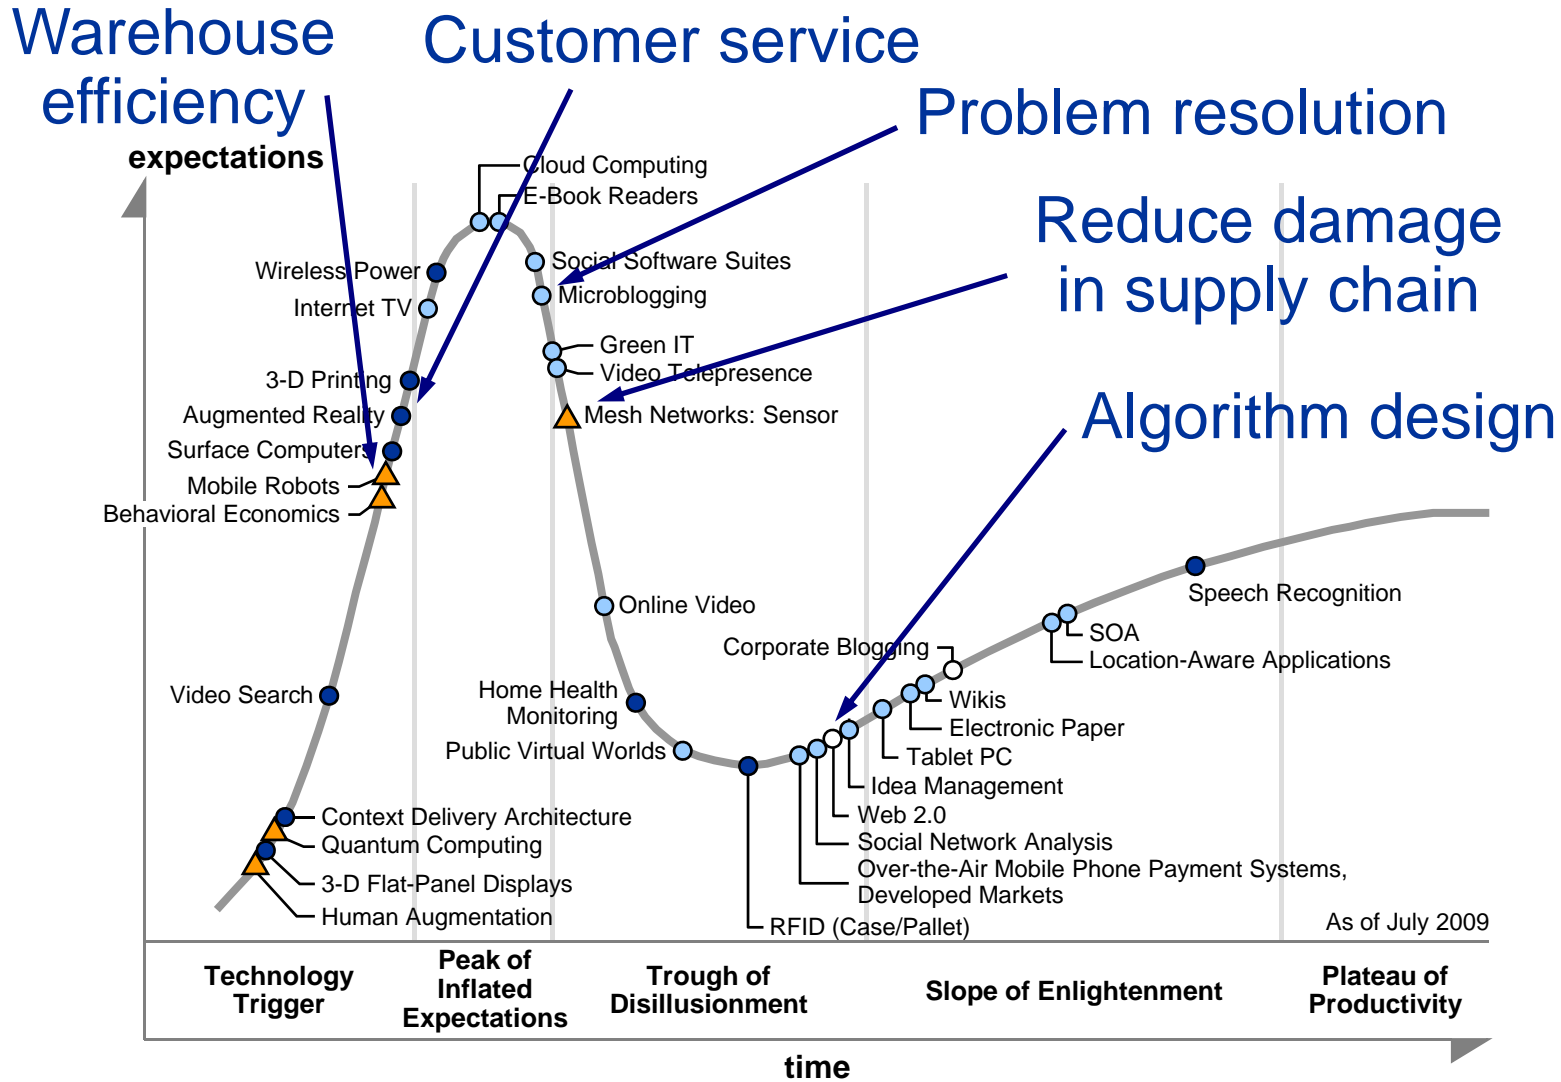 Warehouse
efficiency
Customer service
Problem resolution
Reduce damage
in supply chain
Algorithm design
expectations
Cloud Computing
E-Book Readers
Wireless Power
Social Software Suites
Internet TV
Microblogging
Green IT
Video Telepresence
3-D Printing
Augmented Reality
Mesh Networks: Sensor
Surface Computers
Mobile Robots
Behavioral Economics
Online Video
Speech Recognition
SOA
Location-Aware Applications
Corporate Blogging
Video Search
Home Health
Monitoring
Wikis
Electronic Paper
Public Virtual Worlds
Tablet PC
Idea Management
Web 2.0
Social Network Analysis
Over-the-Air Mobile Phone Payment Systems,
Developed Markets
RFID (Case/Pallet)
Context Delivery Architecture
Quantum Computing
3-D Flat-Panel Displays
Human Augmentation
As of July 2009
Technology
Trigger
Peak of
Inflated
Expectations
Trough of
Disillusionment
Slope of Enlightenment
Plateau of
Productivity
time